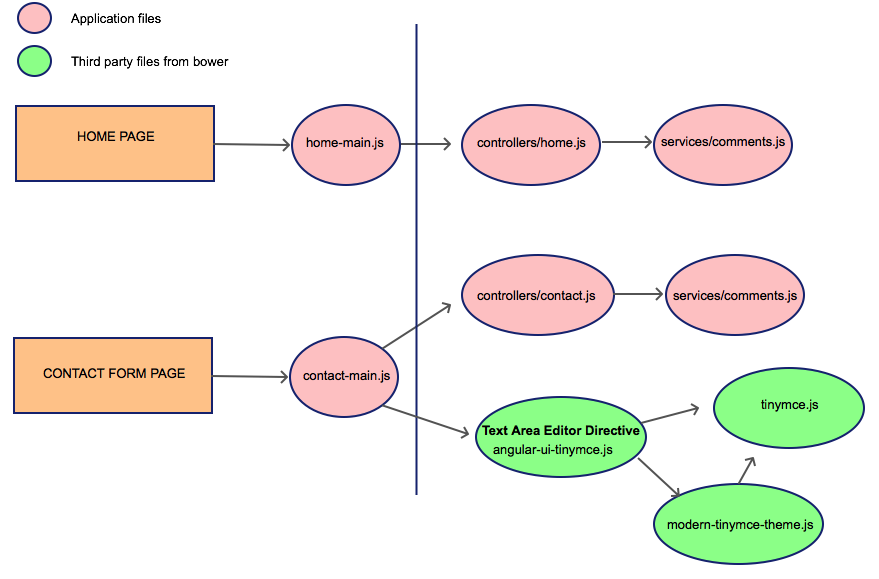 Application files
Third party files from bower
HOME PAGE
home-main.js
controllers/home.js
services/comments.js
controllers/contact.js
services/comments.js
CONTACT FORM PAGE
contact-main.js
Text Area Editor Directive
angular-ui-tinymce.js
tinymce.js
modern-tinymce-theme.js